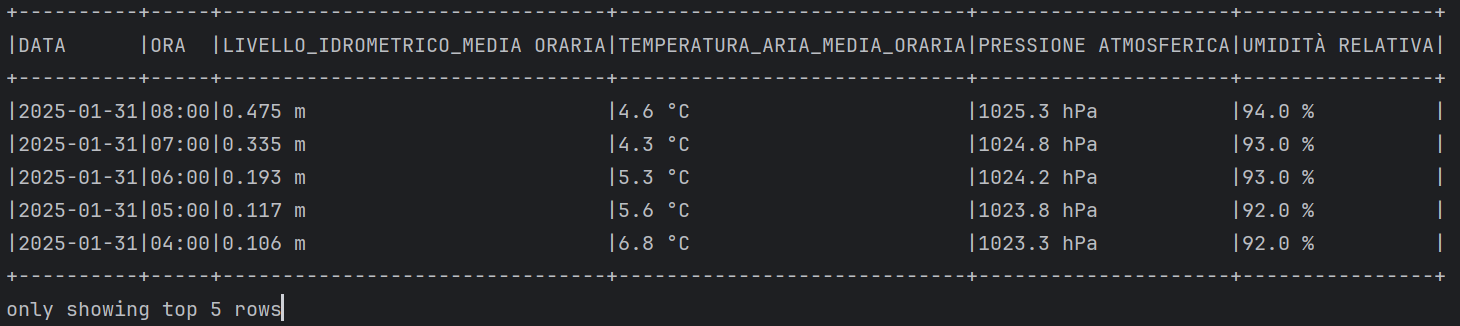 +----------+-----+--------------------------------+-----------------------------+---------------------+----------------+
|DATA      |ORA  |LIVELLO_IDROMETRICO_MEDIA ORARIA|TEMPERATURA_ARIA_MEDIA_ORARIA|PRESSIONE ATMOSFERICA|UMIDITÀ RELATIVA|
+----------+-----+--------------------------------+-----------------------------+---------------------+----------------+
|2025-01-31|08:00|0.475 m                         |4.6 °C                       |1025.3 hPa           |94.0 %          |
|2025-01-31|07:00|0.335 m                         |4.3 °C                       |1024.8 hPa           |93.0 %          |
|2025-01-31|06:00|0.193 m                         |5.3 °C                       |1024.2 hPa           |93.0 %          |
|2025-01-31|05:00|0.117 m                         |5.6 °C                       |1023.8 hPa           |92.0 %          |
|2025-01-31|04:00|0.106 m                         |6.8 °C                       |1023.3 hPa           |92.0 %          |
+----------+-----+--------------------------------+-----------------------------+---------------------+----------------+
only showing top 5 rows